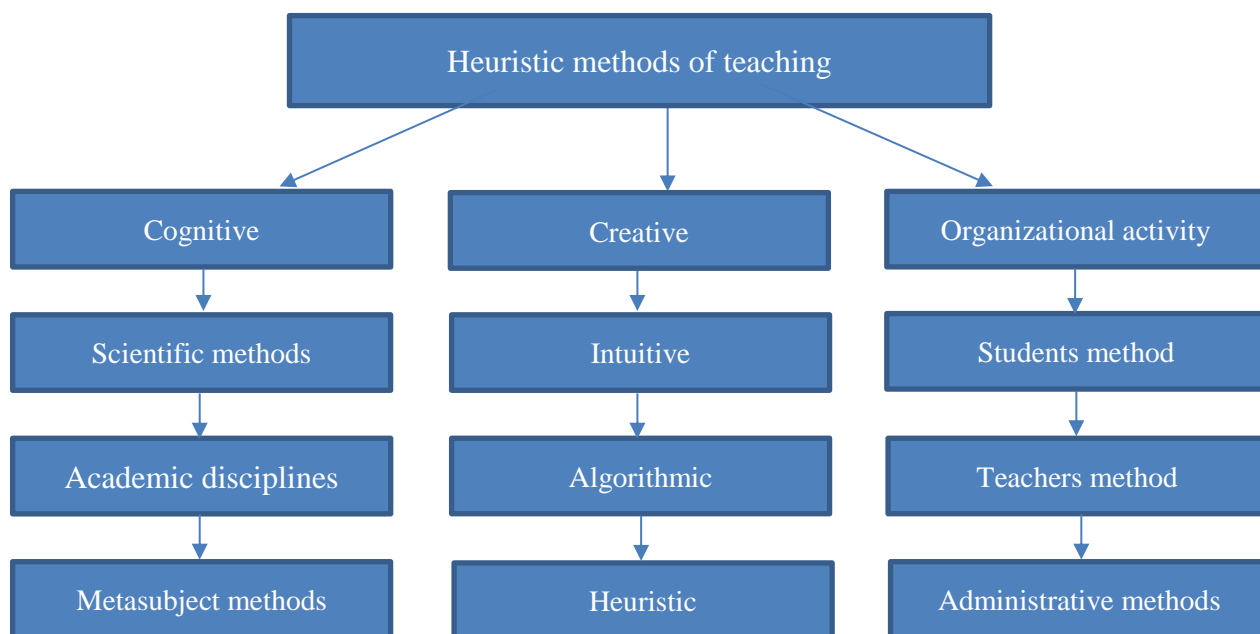 Heuristic methods of teaching
Cognitive
Creative
Organizational activity
Scientific methods
Intuitive
Students method
Academic disciplines
Algorithmic
Teachers method
Metasubject methods
Heuristic
Administrative methods